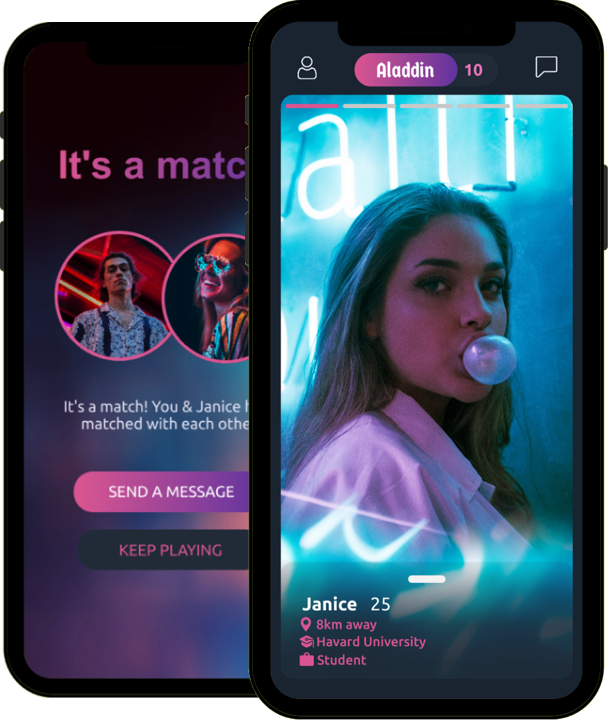 It's a matc
It's a match! You & Janice h
matched with each othe
SEND A MESSAGE
KEEP PLAYING
Aladdin 10
al
Janice 25
8km away
Havard University
Student